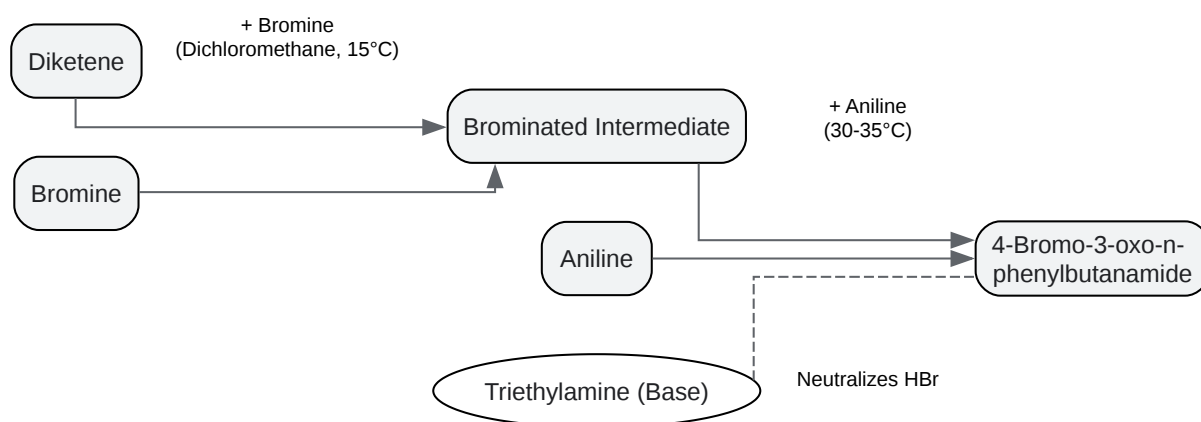 + Bromine
(Dichloromethane, 15°C)
Diketene
Brominated Intermediate
+ Aniline
(30-35°C)
Bromine
Aniline
4-Bromo-3-oxo-n-
phenylbutanamide
Triethylamine (Base)
Neutralizes HBr